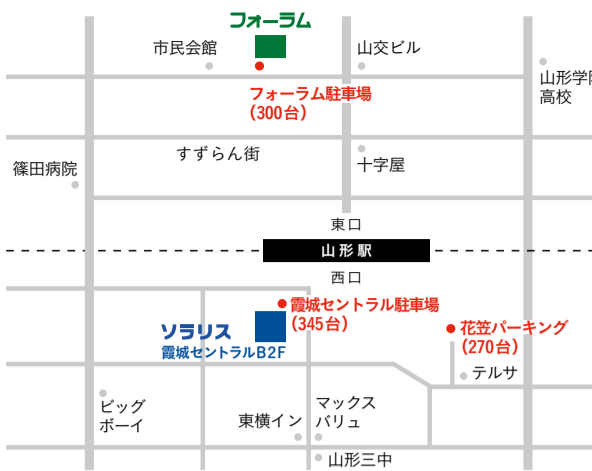 フォーラム
市民会館
山交ビル
フォーラム駐車場
(300台)
山形学院
高校
すずらん街
十字屋
篠田病院
東口
山形駅
西口
霞城セントラル駐車場
(345台)
ソラリス
霞城セントラルB2F
花笠パーキング
(270台)
テルサ
ビッグ
ボーイ
東横イン
マックス
バリュ
山形三中